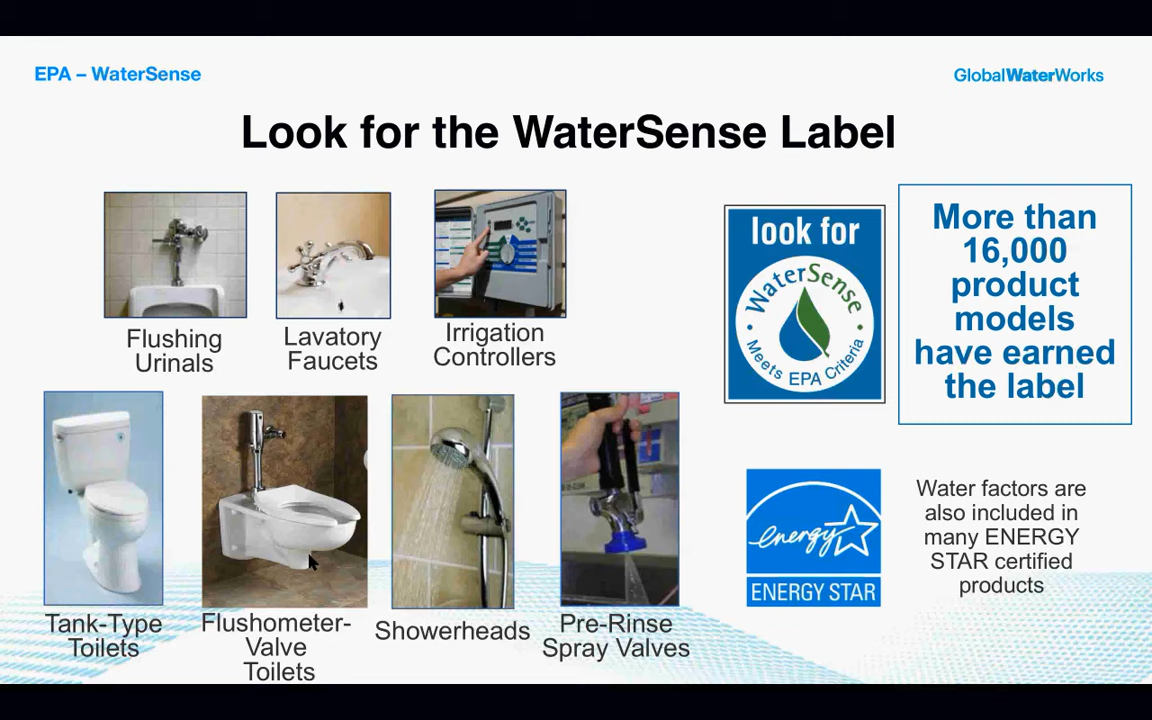 EPA – WaterSense
GlobalWaterWorks
Look for the WaterSense Label
Flushing
Urinals
Lavatory
Faucets
Irrigation
Controllers
look for
WaterSense
Meets EPA Criteria
More than
16,000
product
models
have earned
the label
Tank-Type
Toilets
Flushometer-
Valve
Toilets
Showerheads
Pre-Rinse
Spray Valves
energy
ENERGY STAR
Water factors are
also included in
many ENERGY
STAR certified
products